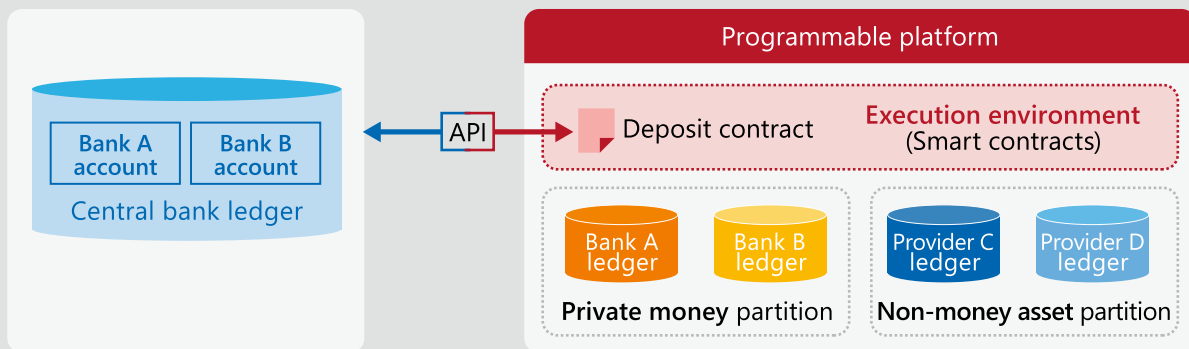 Programmable platform
Bank A
account
Bank B
account
Central bank ledger
API
Deposit contract
Execution environment
(Smart contracts)
Bank A
ledger
Bank B
ledger
Provider C
ledger
Provider D
ledger
Private money partition
Non-money asset partition